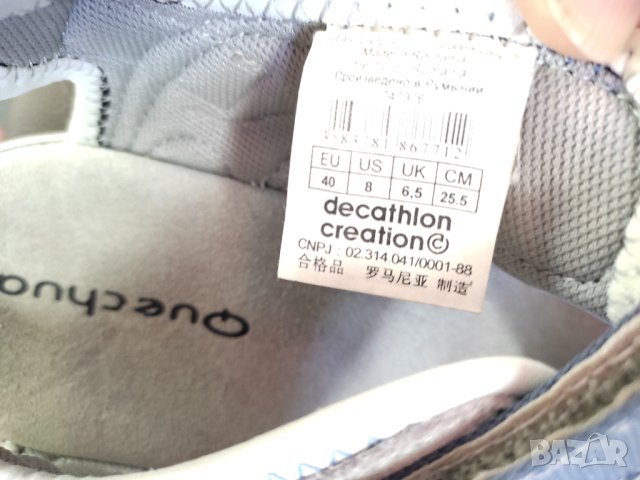 Произведено в Румынии
EU US UK CM
40 8 6,5 25.5
decathlon
creation©
CNPJ : 02.314.041/0001-88
合格品 罗马尼亚 制造
Quechua
BAZAR